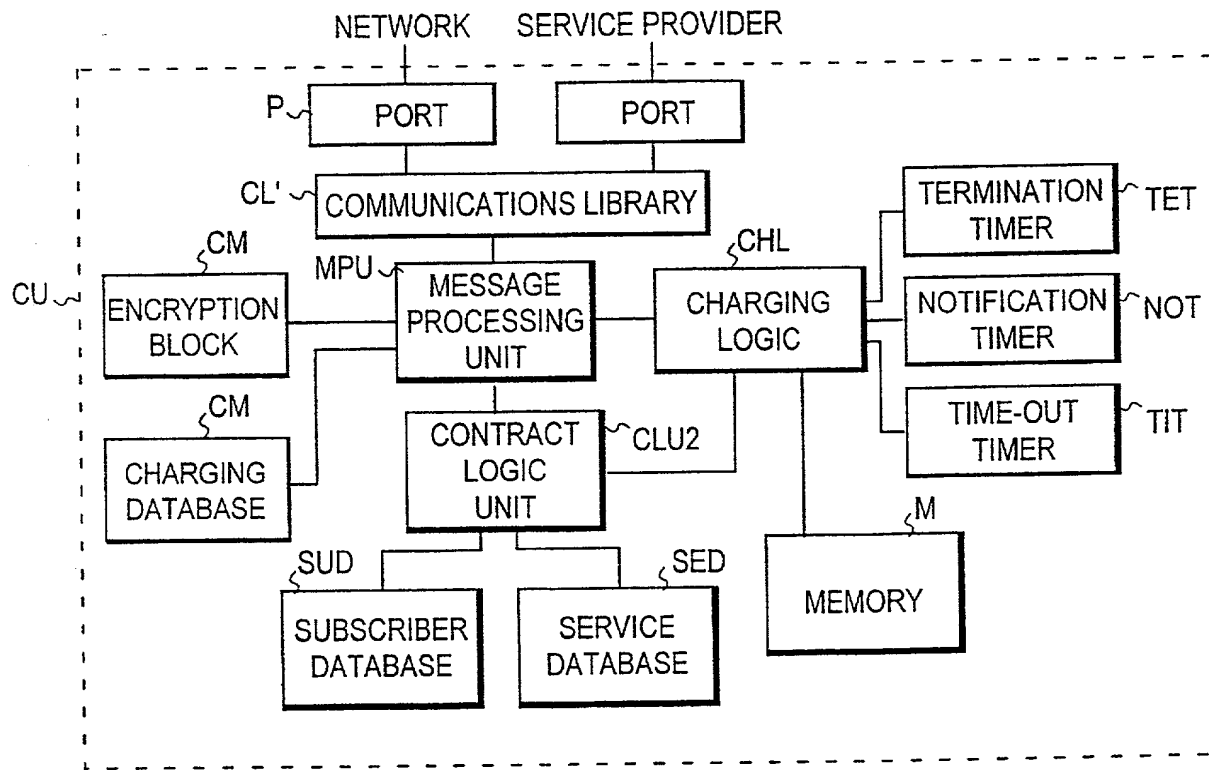 NETWORK
SERVICE PROVIDER
P
PORT
PORT
CL'
COMMUNICATIONS LIBRARY
TERMINATION
TIMER
TET
CM
MPU
CHL
CU
ENCRYPTION
BLOCK
MESSAGE
PROCESSING
UNIT
CHARGING
LOGIC
NOTIFICATION
TIMER
NOT
CM
CHARGING
DATABASE
CONTRACT
LOGIC
UNIT
CLU2
TIME-OUT
TIMER
TIT
SUD
SED
M
SUBSCRIBER
DATABASE
SERVICE
DATABASE
MEMORY